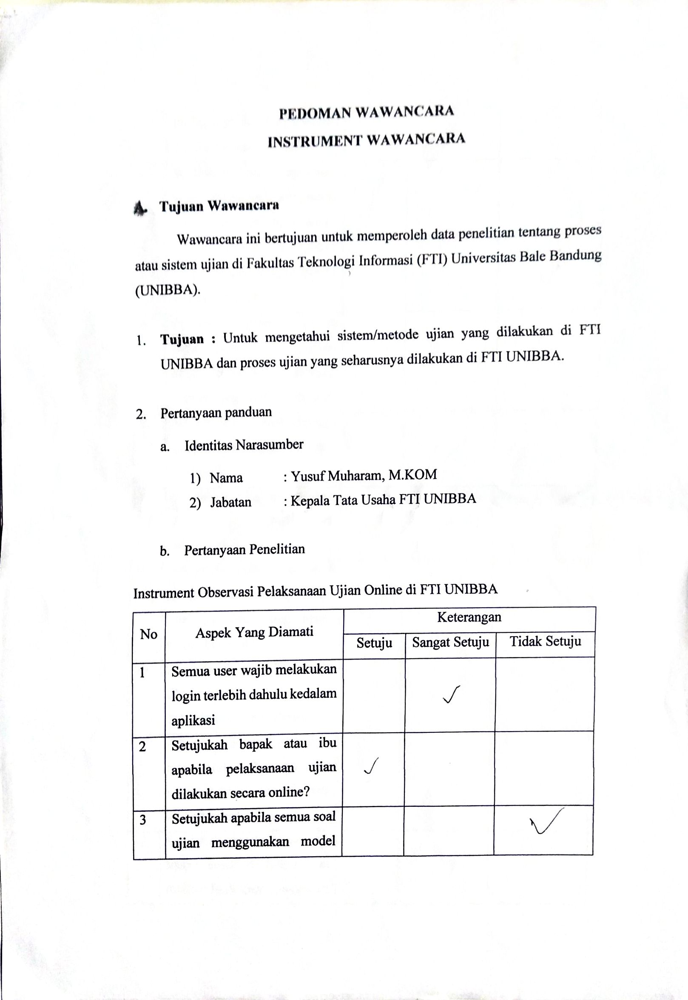 PEDOMAN WAWANCARA
INSTRUMENT WAWANCARA
A. Tujuan Wawancara
Wawancara ini bertujuan untuk memperoleh data penelitian tentang proses
atau sistem ujian di Fakultas Teknologi Informasi (FTI) Universitas Bale Bandung
(UNIBBA).
1. Tujuan : Untuk mengetahui sistem/metode ujian yang dilakukan di FTI
UNIBBA dan proses ujian yang seharusnya dilakukan di FTI UNIBBA.
2. Pertanyaan panduan
a. Identitas Narasumber
1) Nama : Yusuf Muharam, M.KOM
2) Jabatan : Kepala Tata Usaha FTI UNIBBA
b. Pertanyaan Penelitian
Instrument Observasi Pelaksanaan Ujian Online di FTI UNIBBA
No Aspek Yang Diamati Keterangan
Setuju Sangat Setuju Tidak Setuju
1 Semua user wajib melakukan
login terlebih dahulu kedalam ✓
aplikasi
2 Setujukah bapak atau ibu
apabila pelaksanaan ujian ✓
dilakukan secara online?
3 Setujukah apabila semua soal ✓
ujian menggunakan model